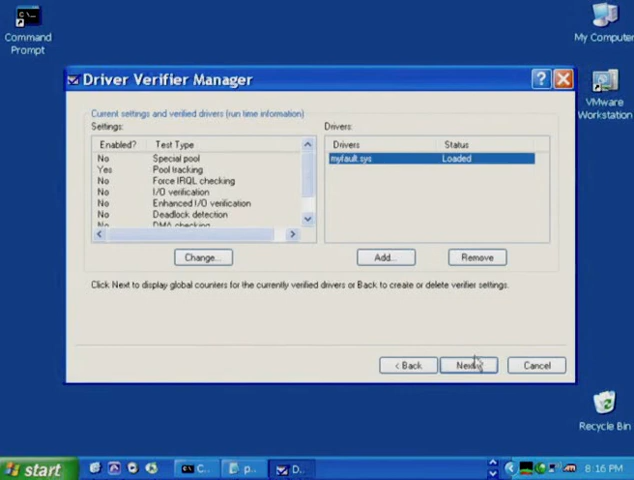 Command
Prompt
My Computer
VMware
Workstation
Driver Verifier Manager
Current settings and verified drivers (run time information)
Settings:
Drivers:
Enabled? Test Type
No Special pool
Yes Pool tracking
No Force IRQL checking
No I/O verification
No Enhanced I/O verification
No Deadlock detection
No DMA checking
Drivers Status
myfault.sys Loaded
Change...
Add...
Remove
Click Next to display global counters for the currently verified drivers or Back to create or delete verifier settings.
< Back
Next
Cancel
Recycle Bin
start
C...
p...
D...
8:16 PM